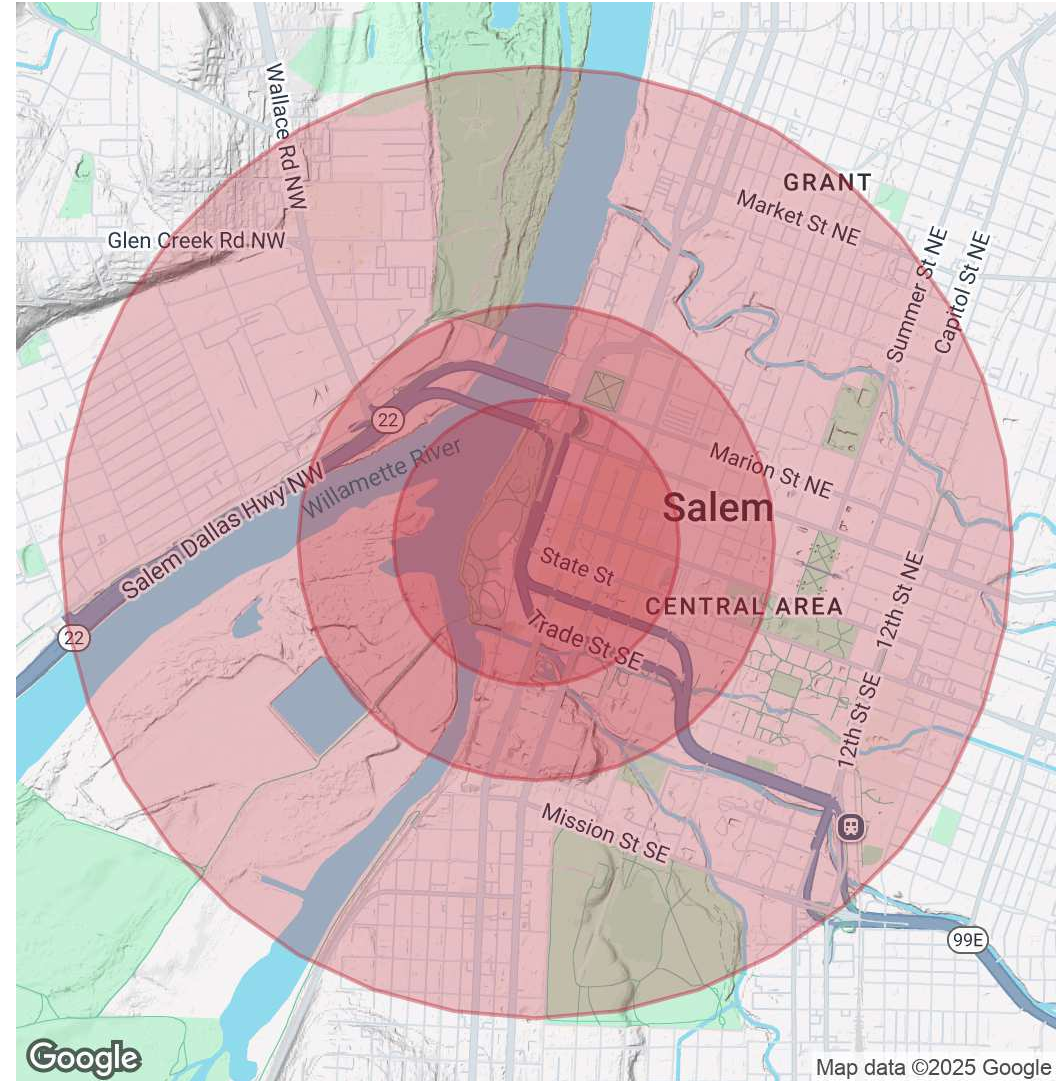 Wallace Rd NW
GRANT
Market St NE
Glen Creek Rd NW
Summer St NE
Capitol St NE
22
Willamette River
Marion St NE
Salem
Salem Dallas Hwy NW
State St
CENTRAL AREA
12th St NE
Trade St SE
22
12th St SE
Mission St SE
99E
Google
Map data ©2025 Google